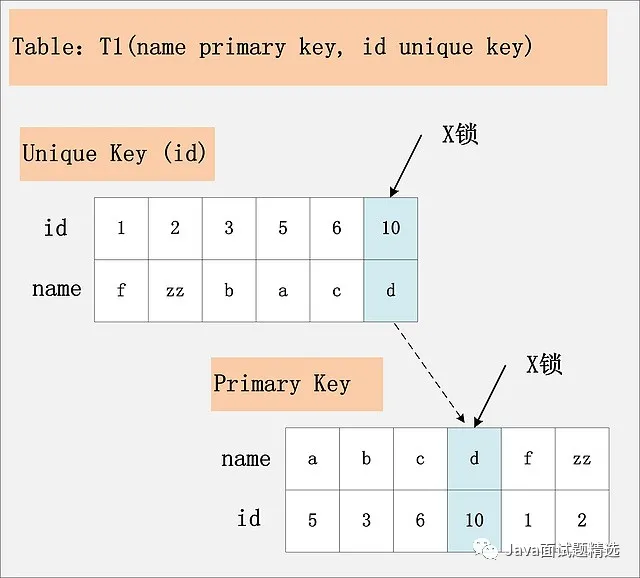 Table：T1(name primary key, id unique key)
X锁
Unique Key (id)
id 1 2 3 5 6 10
name f zz b a c d
X锁
Primary Key
name a b c d f zz
id 5 3 6 10 1 2
Java面试题精选